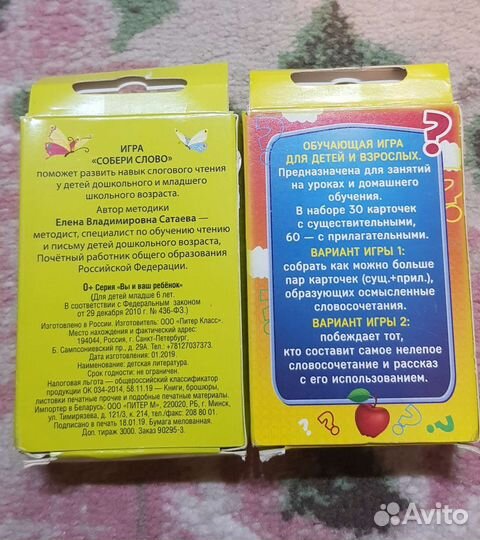 ИГРА
"СОБЕРИ СЛОВО"
поможет развить навык слогового чтения
у детей дошкольного и младшего
школьного возраста.
Автор методики
Елена Владимировна Сатаева —
методист, специалист по обучению чтению
и письму детей дошкольного возраста,
Почётный работник общего образования
Российской Федерации.
0+ Серия «Вы и ваш ребёнок»
(Для детей младше 6 лет.
В соответствии с Федеральным законом
от 29 декабря 2010 г. № 436-ФЗ.)
Изготовлено в России. Изготовитель: ООО «Питер Класс».
Место нахождения и фактический адрес:
194044, Россия, г. Санкт-Петербург,
Б. Сампсониевский пр., д. 29А. Тел.: +78127037373.
Дата изготовления: 01.2019.
Наименование: детская литература.
Срок годности: не ограничен.
Налоговая льгота — общероссийский классификатор
продукции ОК 034-2014, 58.11.19 — Книги, брошюры,
листовки печатные прочие и подобные печатные материалы.
Импортер в Беларусь: ООО «ПИТЕР М», 220020, РБ, г. Минск,
ул. Тимирязева, д. 121/3, к. 214, тел./факс: 208 80 01.
Подписано в печать 18.01.19. Бумага мелованная.
Доп. тираж 3000. Заказ 90295-3.
ОБУЧАЮЩАЯ ИГРА
ДЛЯ ДЕТЕЙ И ВЗРОСЛЫХ.
Предназначена для занятий
на уроках и домашнего
обучения.
В наборе 30 карточек
с существительными,
60 — с прилагательными.
ВАРИАНТ ИГРЫ 1:
собрать как можно больше
пар карточек (сущ.+прил.),
образующих осмысленные
словосочетания.
ВАРИАНТ ИГРЫ 2:
побеждает тот,
кто составит самое нелепое
словосочетание и рассказ
с его использованием.
Avito